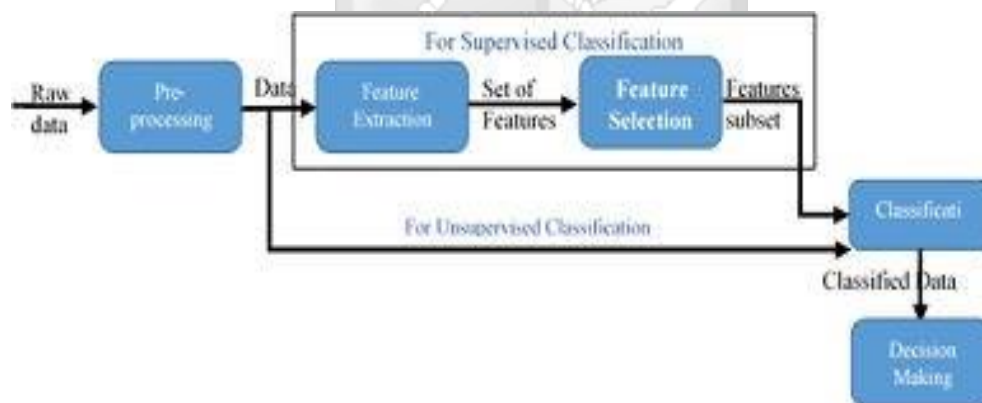 For Supervised Classification
Raw
data
Pre-
processing
Data
Feature
Extraction
Set of
Features
Feature
Selection
Features
subset
For Unsupervised Classification
Classificati
Classified Data
Decision
Making